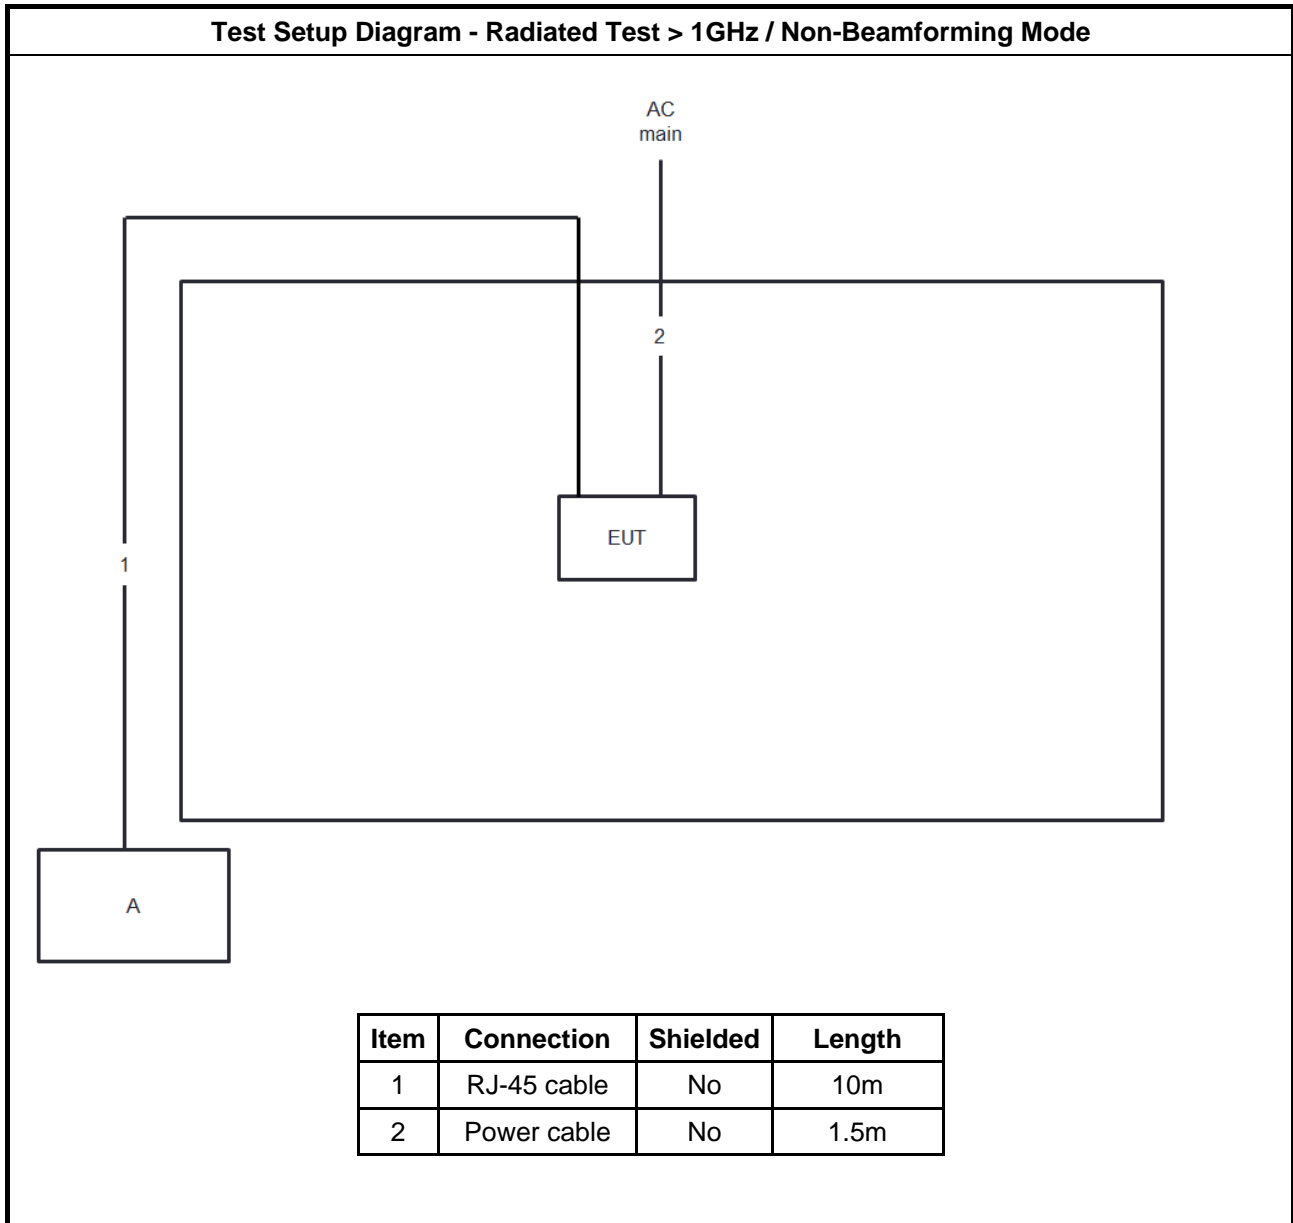 Test Setup Diagram - Radiated Test > 1GHz / Non-Beamforming Mode
AC
main
2
EUT
1
A
Item Connection Shielded Length
1 RJ-45 cable No 10m
2 Power cable No 1.5m